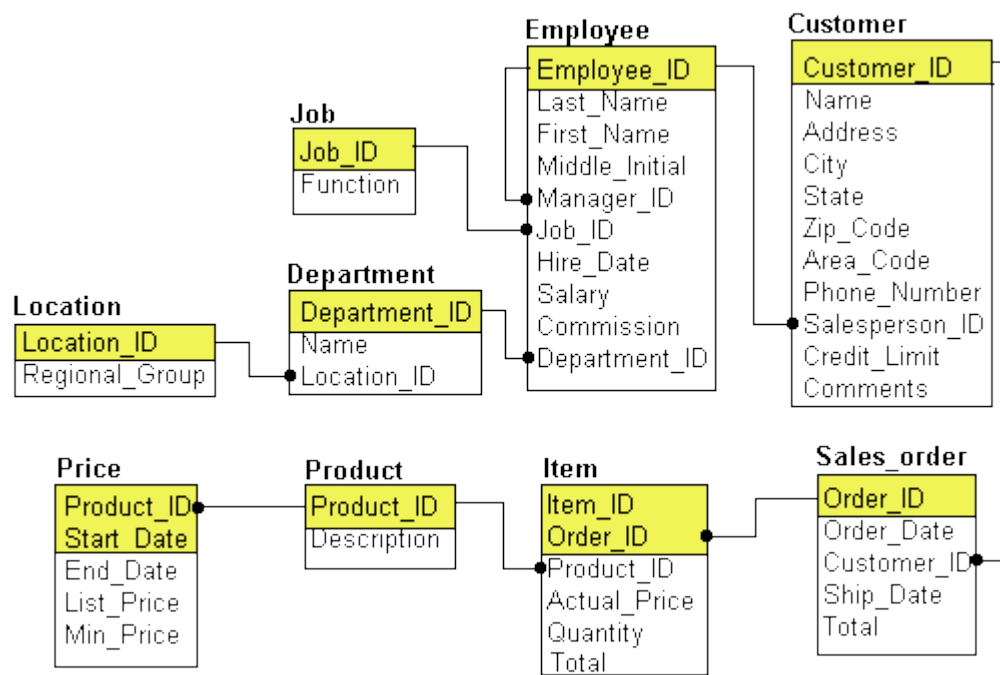 Employee
Employee_ID
Last_Name
First_Name
Middle_Initial
Manager_ID
Job_ID
Hire_Date
Salary
Commission
Department_ID
Customer
Customer_ID
Name
Address
City
State
Zip_Code
Area_Code
Phone_Number
Salesperson_ID
Credit_Limit
Comments
Job
Job_ID
Function
Department
Department_ID
Name
Location_ID
Location
Location_ID
Regional_Group
Price
Product_ID
Start_Date
End_Date
List_Price
Min_Price
Product
Product_ID
Description
Item
Item_ID
Order_ID
Product_ID
Actual_Price
Quantity
Total
Sales_order
Order_ID
Order_Date
Customer_ID
Ship_Date
Total